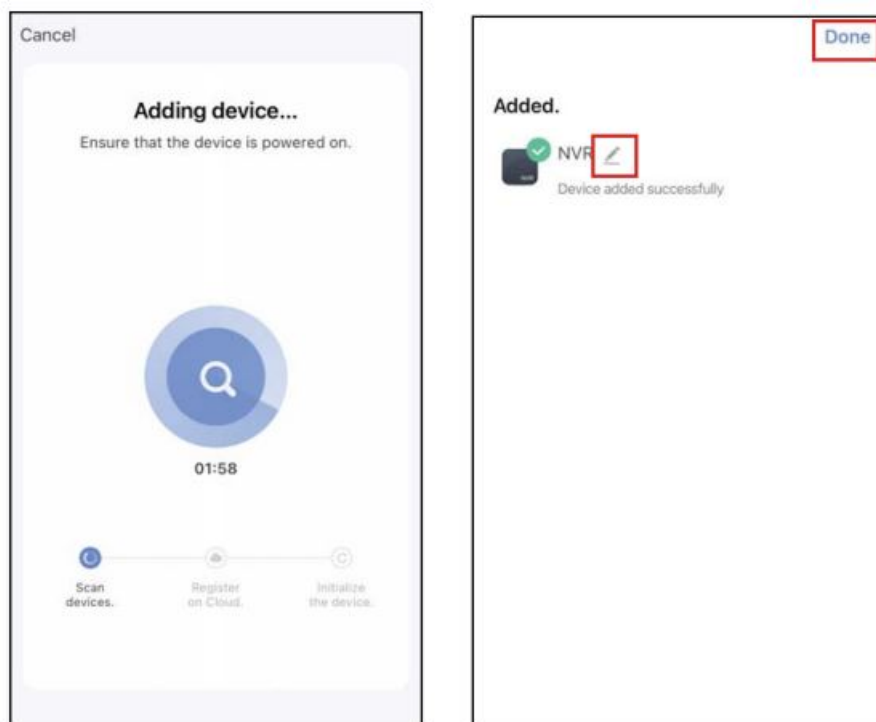 Cancel
Adding device...
Ensure that the device is powered on.
01:58
Scan
devices.
Register
on Cloud.
Initialize
the device.
Done
Added.
NVR
Device added successfully